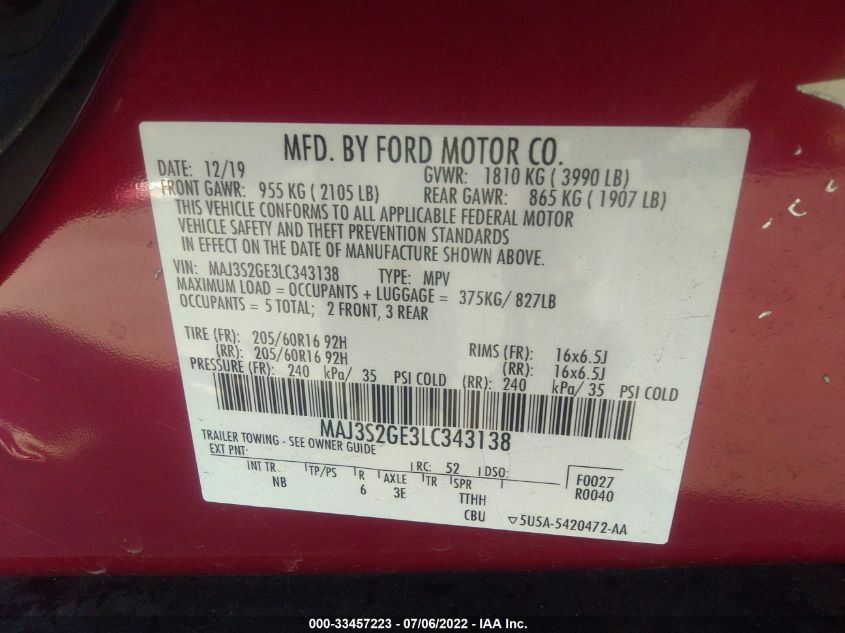 MFD. BY FORD MOTOR CO.
DATE: 12/19 GVWR: 1810 KG ( 3990 LB)
FRONT GAWR: 955 KG ( 2105 LB) REAR GAWR: 865 KG ( 1907 LB)
THIS VEHICLE CONFORMS TO ALL APPLICABLE FEDERAL MOTOR
VEHICLE SAFETY AND THEFT PREVENTION STANDARDS
IN EFFECT ON THE DATE OF MANUFACTURE SHOWN ABOVE.
VIN: MAJ3S2GE3LC343138 TYPE: MPV
MAXIMUM LOAD = OCCUPANTS + LUGGAGE = 375KG/ 827LB
OCCUPANTS = 5 TOTAL; 2 FRONT, 3 REAR
TIRE (FR): 205/60R16 92H RIMS (FR): 16x6.5J
(RR): 205/60R16 92H (RR): 16x6.5J
PRESSURE (FR): 240 kPa/ 35 PSI COLD (RR): 240 kPa/ 35 PSI COLD
MAJ3S2GE3LC343138
TRAILER TOWING - SEE OWNER GUIDE
EXT PNT: RC: 52 DSO: F0027
INT TR TP/PS R AXLE TR SPR R0040
NB 6 3E TTHH
CBU ▽5U5A-5420472-AA
000-33457223 - 07/06/2022 - IAA Inc.